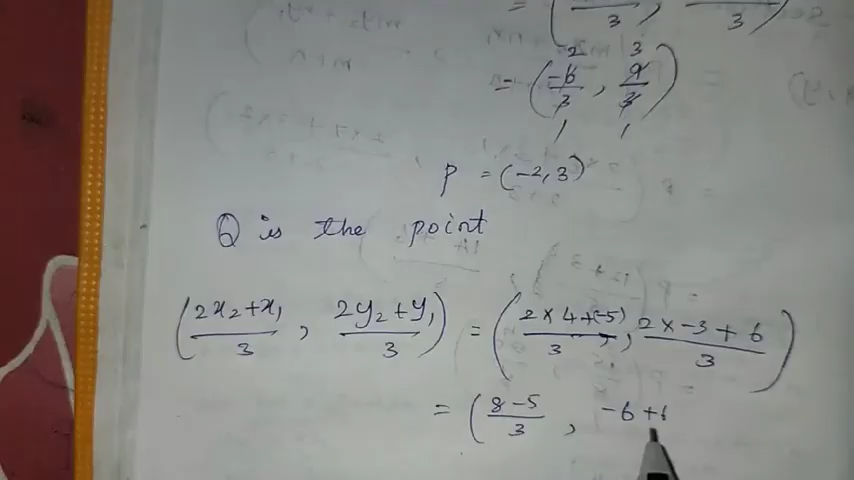 = (-6/3, 9/3)
P = (-2, 3)
Q is the point
(2x₂+x₁/3, 2y₂+y₁/3) = (2×4+(-5)/3, 2×-3+6/3)
= (8-5/3, -6+